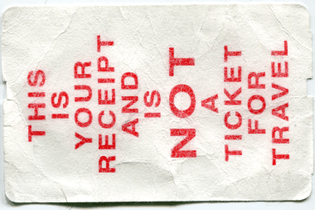 THIS
IS
YOUR
RECEIPT
AND
IS
NOT
A
TICKET
FOR
TRAVEL